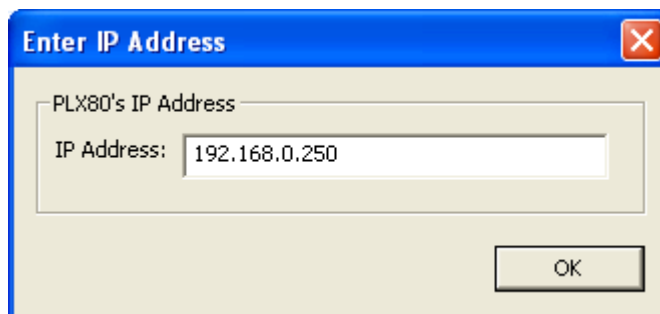 Enter IP Address
PLX80's IP Address
IP Address: 192.168.0.250
OK